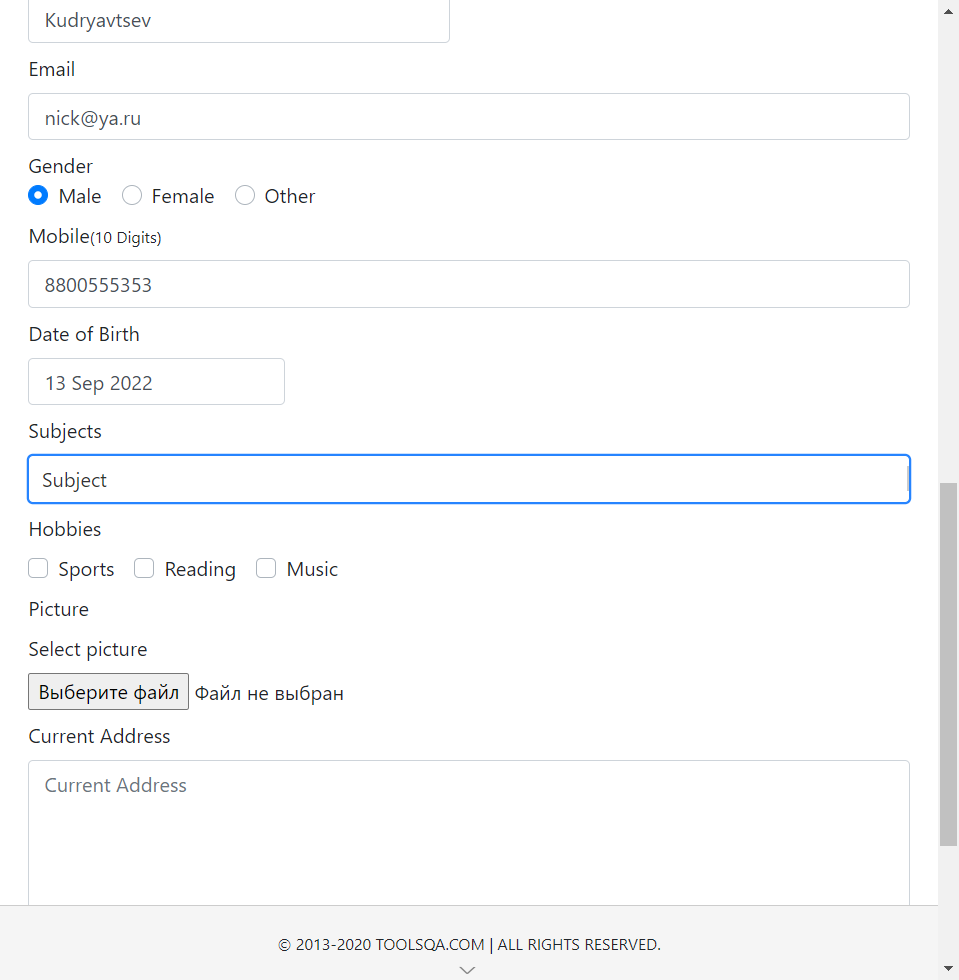 Kudryavtsev
Email
nick@ya.ru
Gender
Male Female Other
Mobile(10 Digits)
8800555353
Date of Birth
13 Sep 2022
Subjects
Subject
Hobbies
Sports Reading Music
Picture
Select picture
Выберите файл Файл не выбран
Current Address
Current Address
© 2013-2020 TOOLSQA.COM | ALL RIGHTS RESERVED.